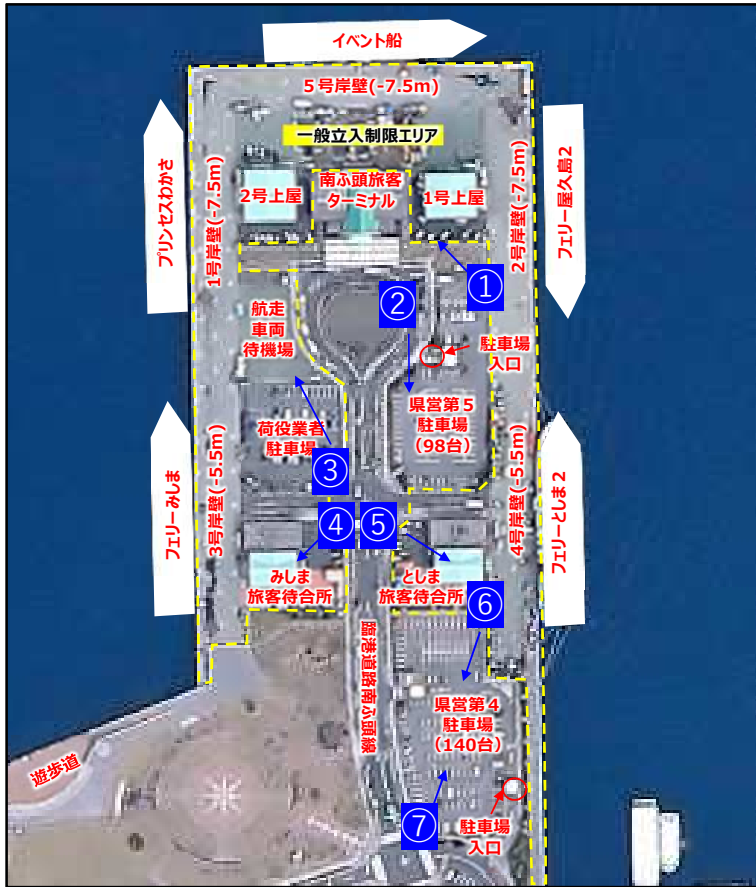 イベント船
5号岸壁(-7.5m)
一般立入制限エリア
プリンセスわかさ
1号岸壁(-7.5m)
2号上屋
南ふ頭旅客
ターミナル
1号上屋
2号岸壁(-7.5m)
フェリー屋久島2
①
②
航走
車両
待機場
駐車場
入口
県営第5
駐車場
(98台)
荷役業者
駐車場
③
フェリーみしま
3号岸壁(-5.5m)
4号岸壁(-5.5m)
フェリーとしま2
④
⑤
みしま
旅客待合所
としま
旅客待合所
⑥
臨港道路南ふ頭線
県営第4
駐車場
(140台)
遊歩道
⑦
駐車場
入口